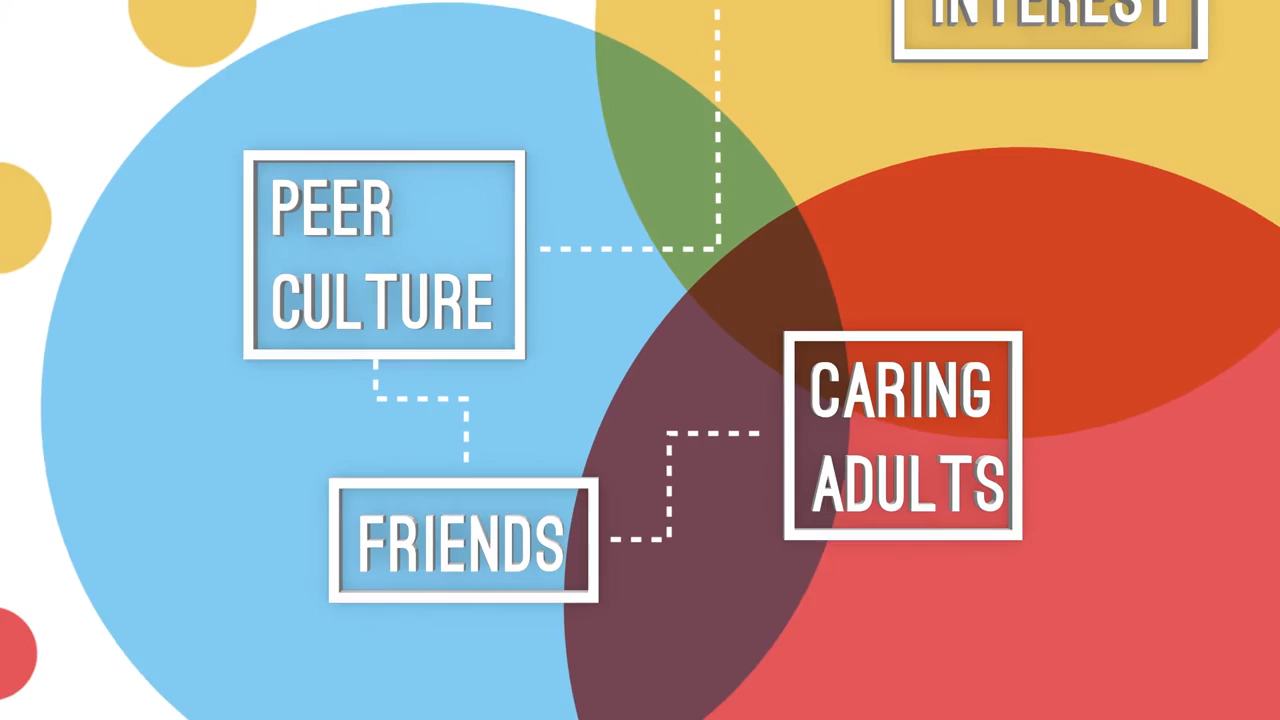 INTEREST
PEER
CULTURE
CARING
ADULTS
FRIENDS